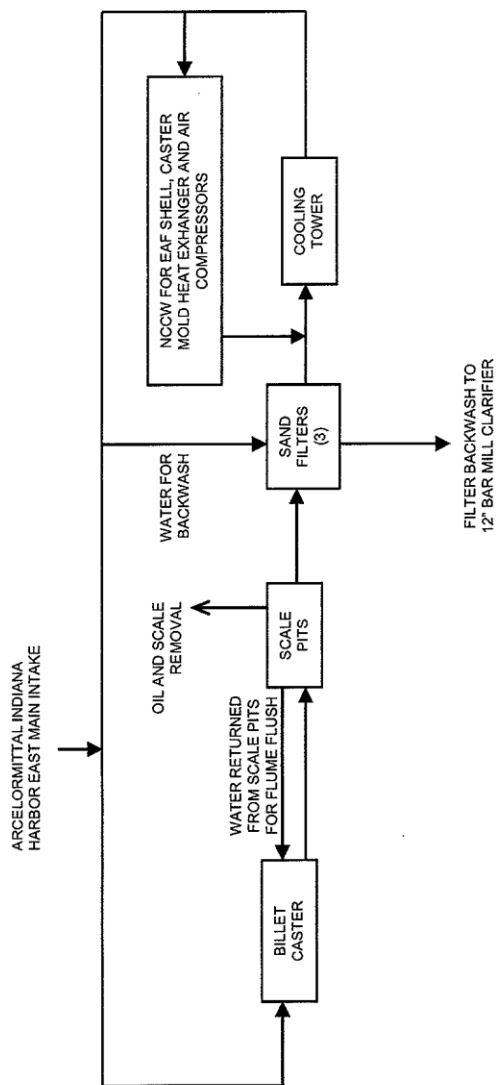 ARCELORMITTAL INDIANA
HARBOR EAST MAIN INTAKE
NCCW FOR EAF SHELL, CASTER
MOLD HEAT EXHANGER AND AIR
COMPRESSORS
WATER FOR
BACKWASH
OIL AND SCALE
REMOVAL
WATER RETURNED
FROM SCALE PITS
FOR FLUME FLUSH
BILLET
CASTER
SCALE
PITS
SAND
FILTERS
(3)
COOLING
TOWER
FILTER BACKWASH TO
12" BAR MILL CLARIFIER